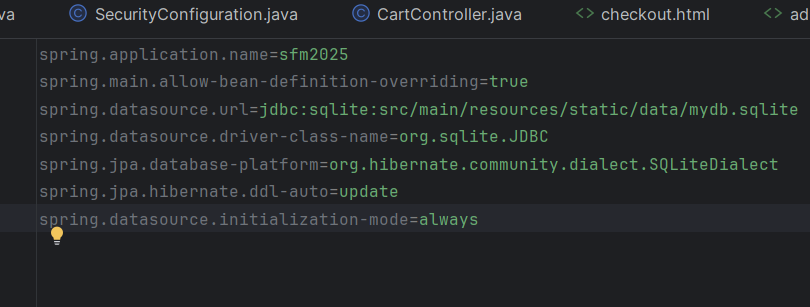 va SecurityConfiguration.java CartController.java checkout.html ad
spring.application.name=sfm2025
spring.main.allow-bean-definition-overriding=true
spring.datasource.url=jdbc:sqlite:src/main/resources/static/data/mydb.sqlite
spring.datasource.driver-class-name=org.sqlite.JDBC
spring.jpa.database-platform=org.hibernate.community.dialect.SQLiteDialect
spring.jpa.hibernate.ddl-auto=update
spring.datasource.initialization-mode=always